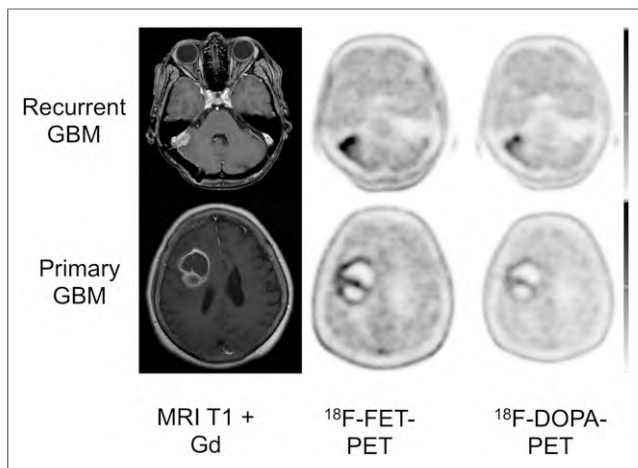 Recurrent
GBM
Primary
GBM
MRI T1 +
Gd
¹⁸F-FET-
PET
¹⁸F-DOPA-
PET